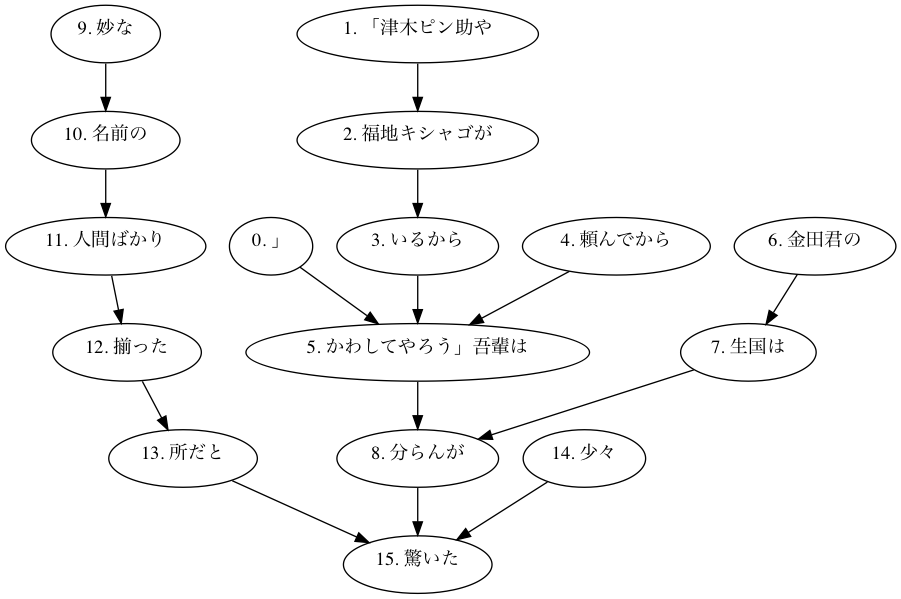 9. 妙な
1. 「津木ピン助や
10. 名前の
2. 福地キシャゴが
11. 人間ばかり
0. 」
3. いるから
4. 頼んでから
6. 金田君の
12. 揃った
5. かわしてやろう」吾輩は
7. 生国は
13. 所だと
8. 分らんが
14. 少々
15. 驚いた